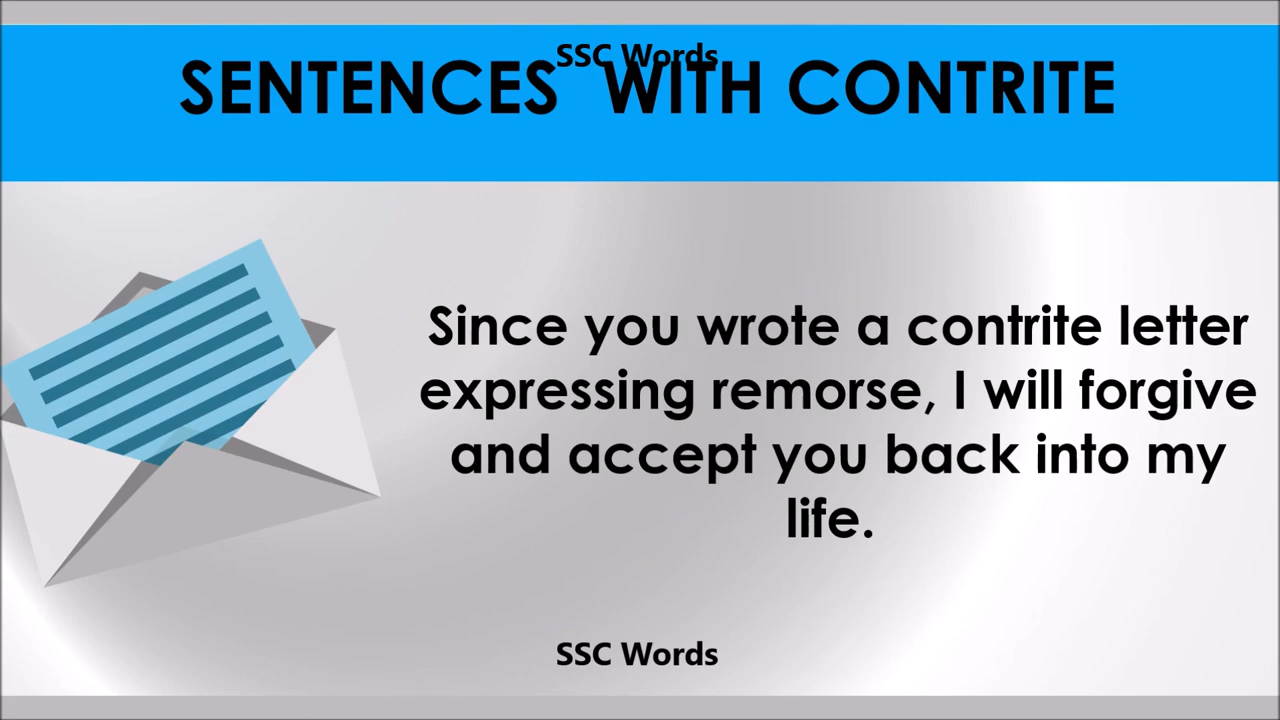 SSC Words
SENTENCES WITH CONTRITE
Since you wrote a contrite letter
expressing remorse, I will forgive
and accept you back into my
life.
SSC Words